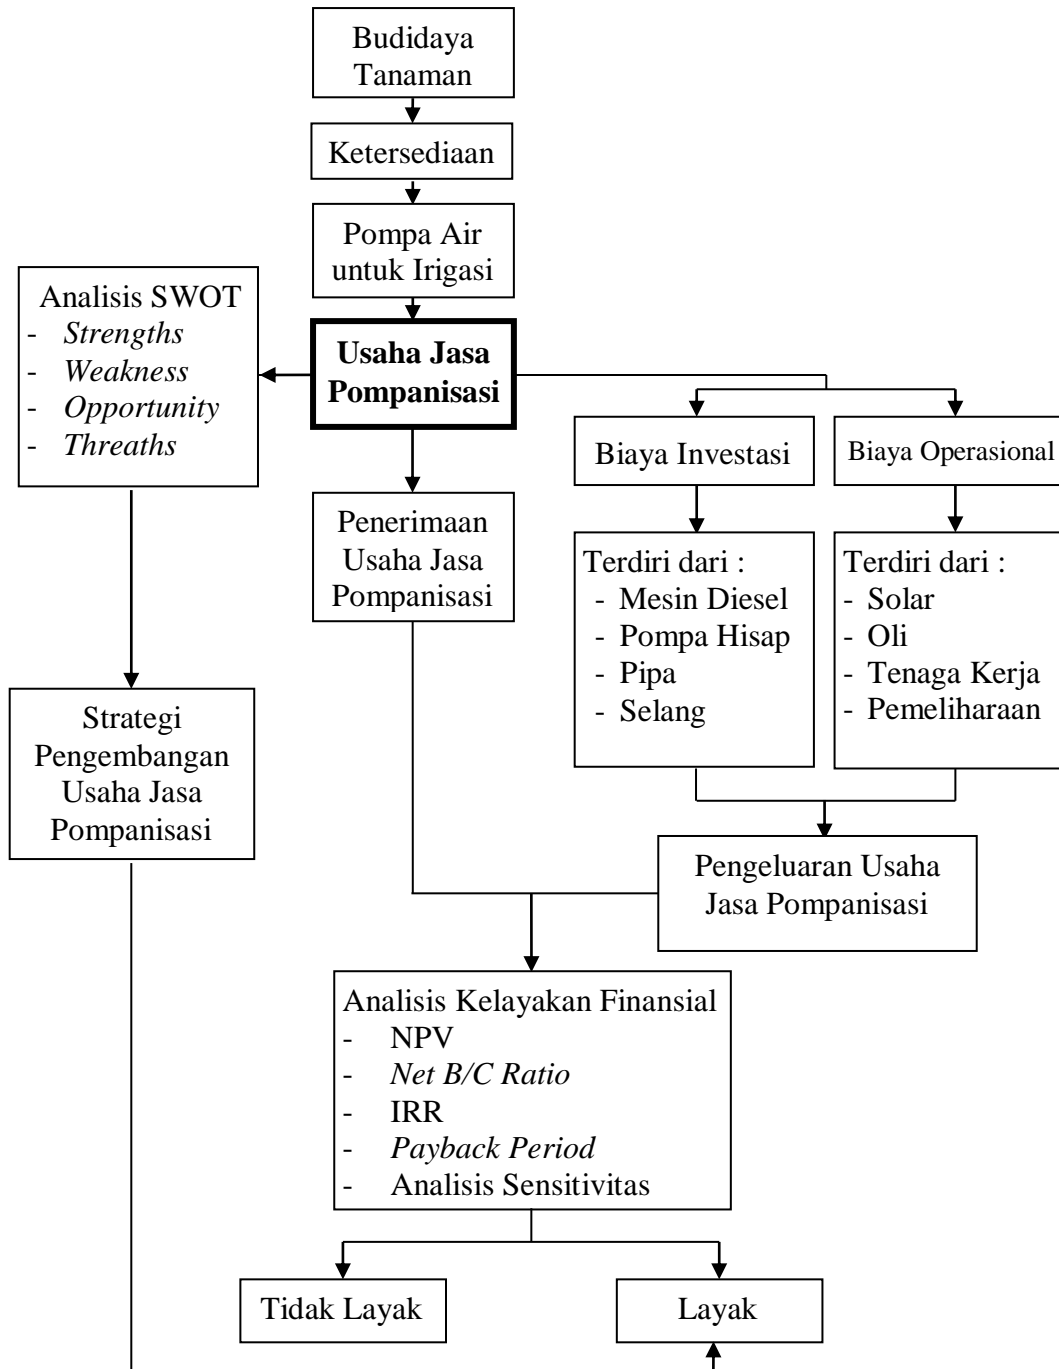 Budidaya
Tanaman
Ketersediaan
Pompa Air
untuk Irigasi
Analisis SWOT
- Strengths
- Weakness
- Opportunity
- Threaths
Usaha Jasa
Pompanisasi
Biaya Investasi
Biaya Operasional
Penerimaan
Usaha Jasa
Pompanisasi
Terdiri dari :
- Mesin Diesel
- Pompa Hisap
- Pipa
- Selang
Terdiri dari :
- Solar
- Oli
- Tenaga Kerja
- Pemeliharaan
Strategi
Pengembangan
Usaha Jasa
Pompanisasi
Pengeluaran Usaha
Jasa Pompanisasi
Analisis Kelayakan Finansial
- NPV
- Net B/C Ratio
- IRR
- Payback Period
- Analisis Sensitivitas
Tidak Layak
Layak